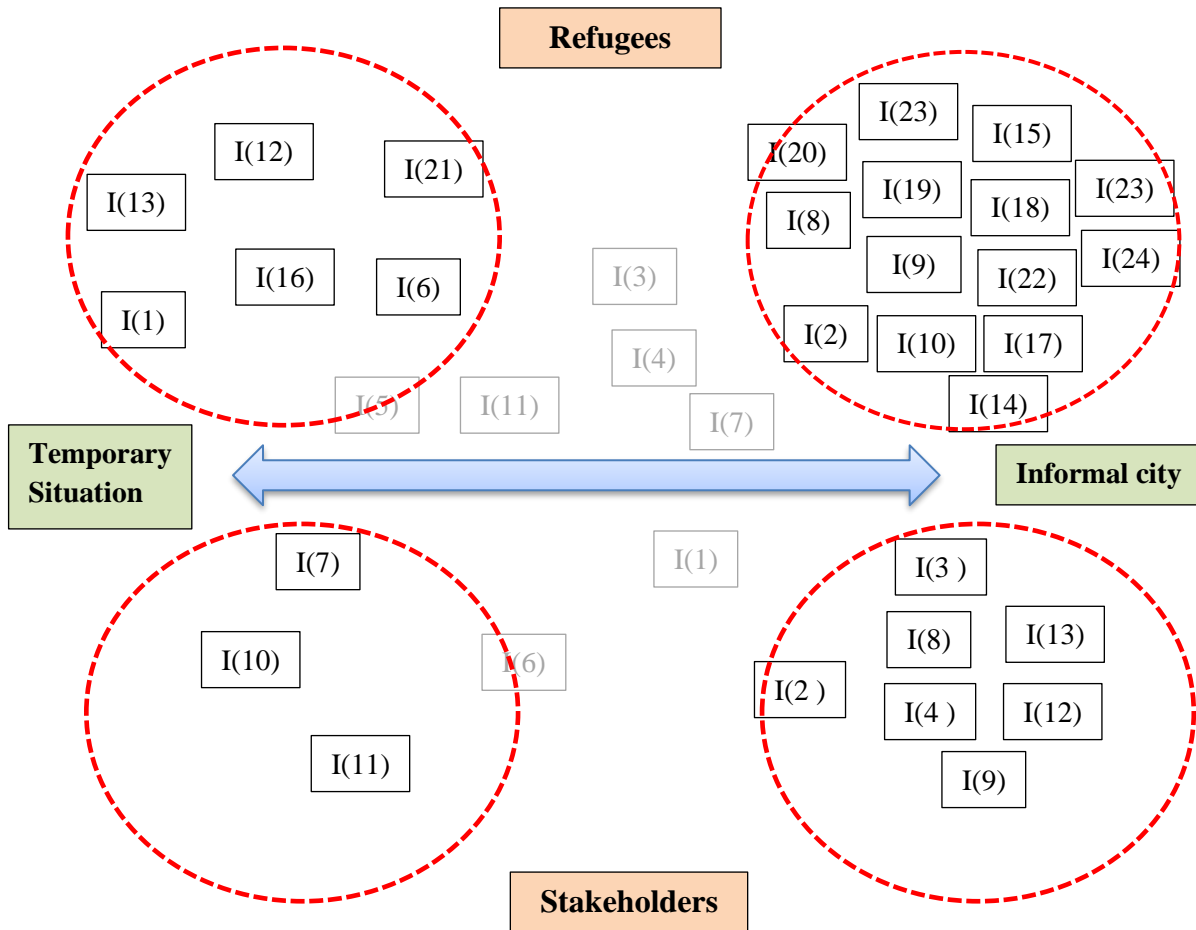 Refugees
I(23)
I(15)
I(12)
I(20)
I(21)
I(19)
I(23)
I(13)
I(18)
I(8)
I(24)
I(9)
I(16)
I(3)
I(22)
I(6)
I(1)
I(2)
I(10)
I(17)
I(4)
I(5)
I(11)
I(14)
I(7)
Temporary
Situation
Informal city
I(7)
I(1)
I(3 )
I(8)
I(13)
I(10)
I(6)
I(2 )
I(4 )
I(12)
I(11)
I(9)
Stakeholders